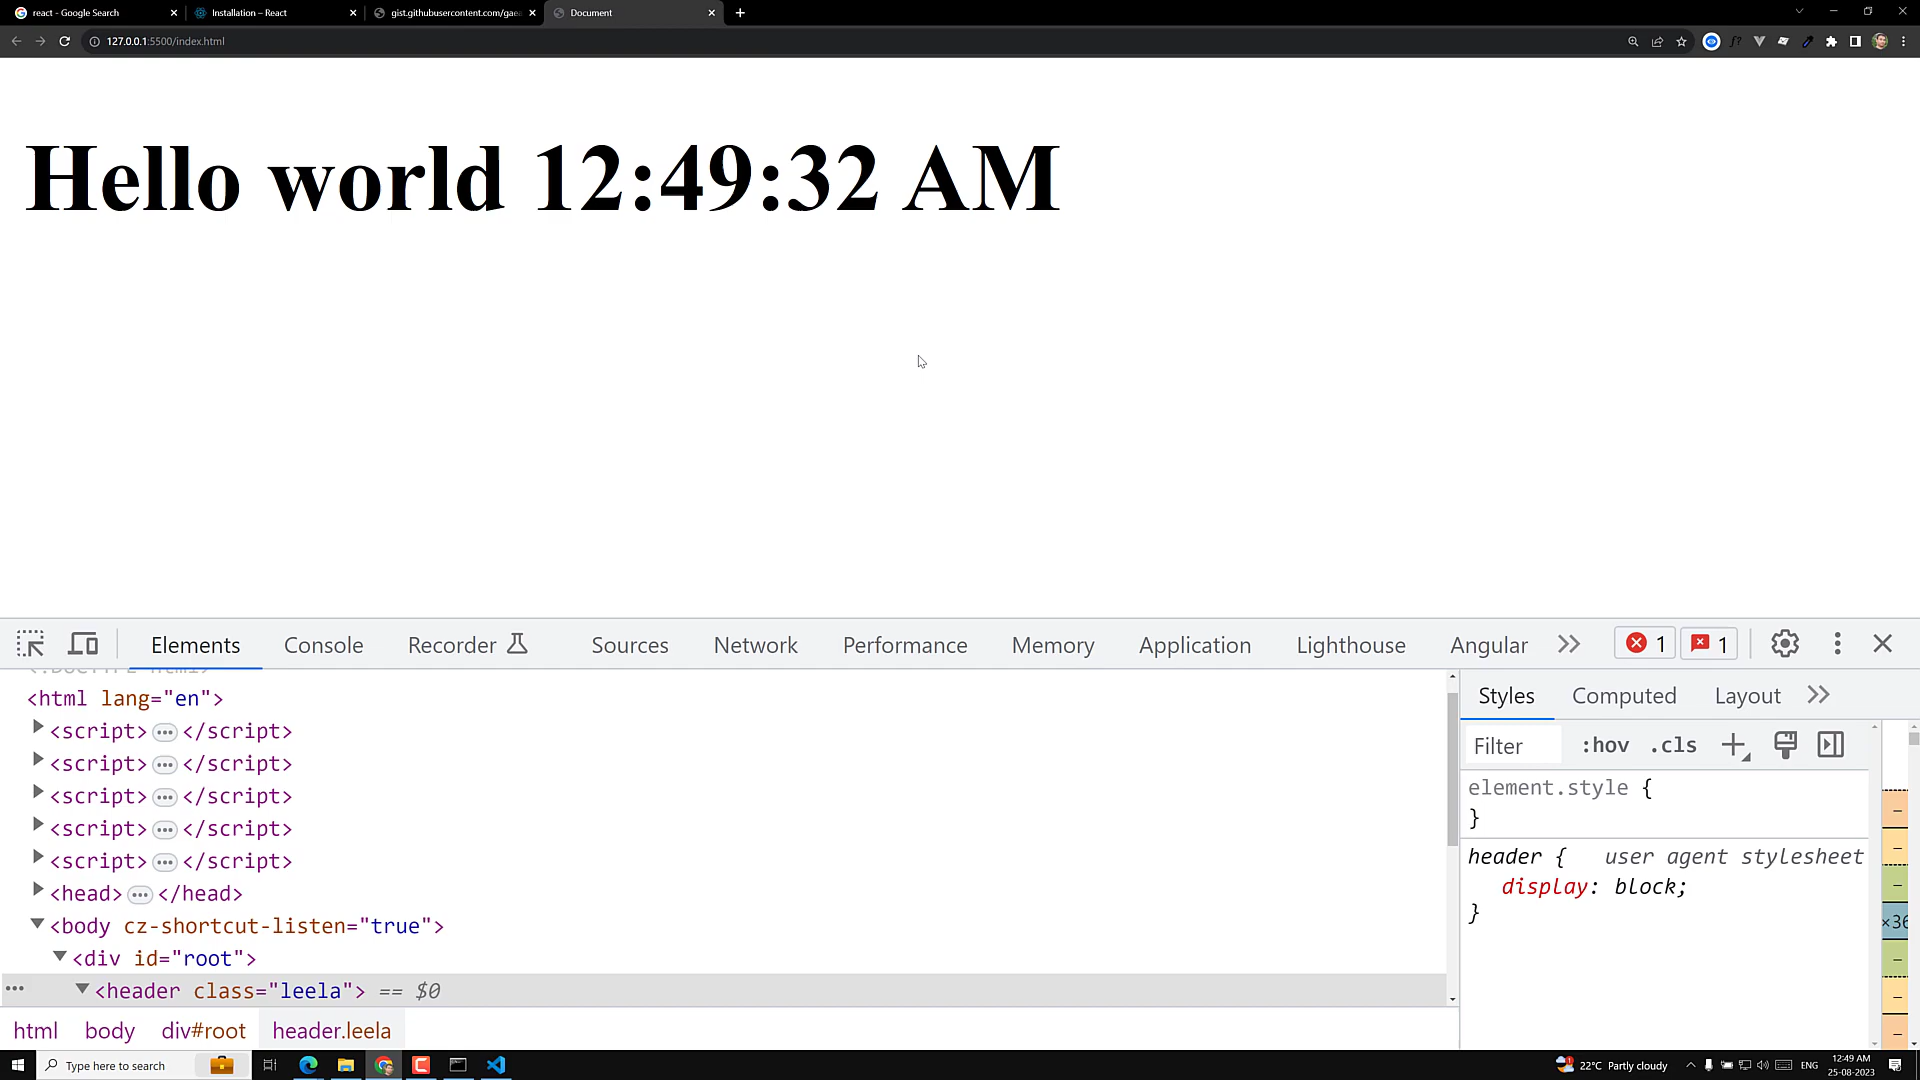 react - Google Search
Installation – React
gist.githubusercontent.com/gaea
Document
127.0.0.1:5500/index.html
Hello world 12:49:32 AM
Elements
Console
Recorder
Sources
Network
Performance
Memory
Application
Lighthouse
Angular
1
1
<html lang="en">
<script> ••• </script>
<script> ••• </script>
<script> ••• </script>
<script> ••• </script>
<script> ••• </script>
<head> ••• </head>
<body cz-shortcut-listen="true">
<div id="root">
••• <header class="leela"> == $0
html body div#root header.leela
Styles Computed Layout
Filter :hov .cls
element.style {
}
header { user agent stylesheet
display: block;
}
Type here to search
22°C Partly cloudy
ENG
12:49 AM
25-08-2023